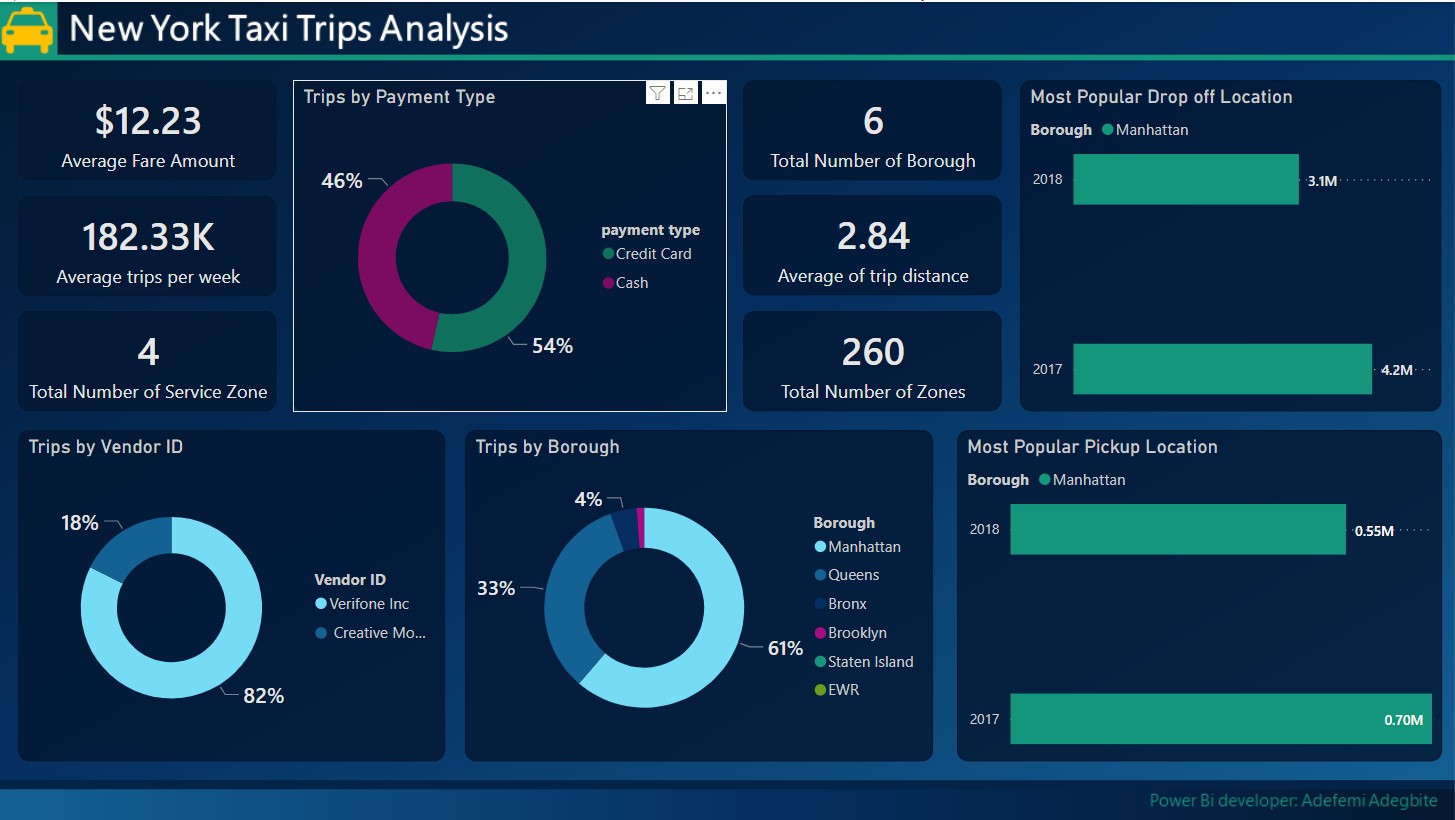 New York Taxi Trips Analysis
$12.23
Average Fare Amount
182.33K
Average trips per week
4
Total Number of Service Zone
Trips by Payment Type
46%
54%
payment type
Credit Card
Cash
6
Total Number of Borough
2.84
Average of trip distance
260
Total Number of Zones
Most Popular Drop off Location
Borough Manhattan
2018
3.1M
2017
4.2M
Trips by Vendor ID
18%
82%
Vendor ID
Verifone Inc
Creative Mo...
Trips by Borough
4%
33%
61%
Borough
Manhattan
Queens
Bronx
Brooklyn
Staten Island
EWR
Most Popular Pickup Location
Borough Manhattan
2018
0.55M
2017
0.70M
Power Bi developer: Adefemi Adegbite